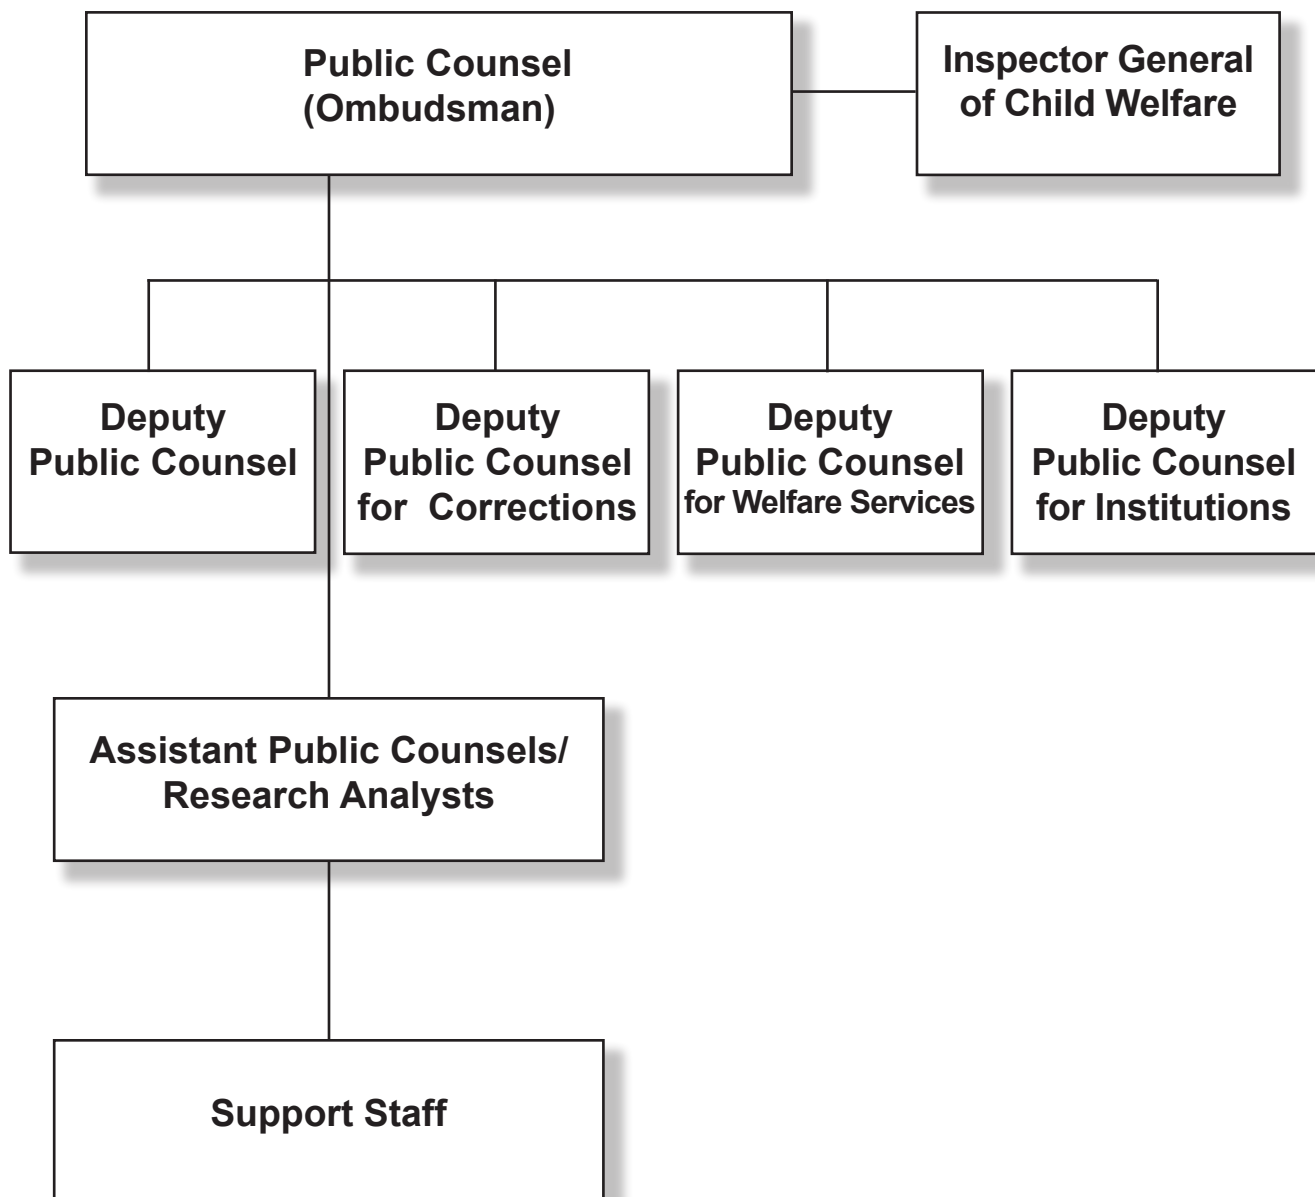 Public Counsel
(Ombudsman)
Inspector General
of Child Welfare
Deputy
Public Counsel
Deputy
Public Counsel
for Corrections
Deputy
Public Counsel
for Welfare Services
Deputy
Public Counsel
for Institutions
Assistant Public Counsels/
Research Analysts
Support Staff